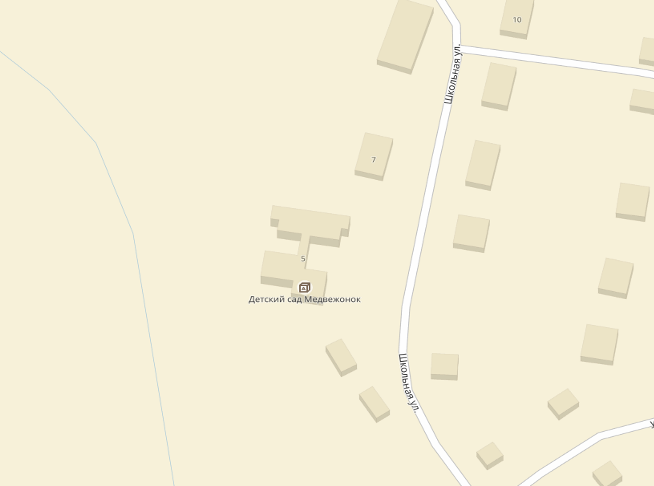 10
Школьная ул.
7
5
Детский сад Медвежонок
Школьная ул.